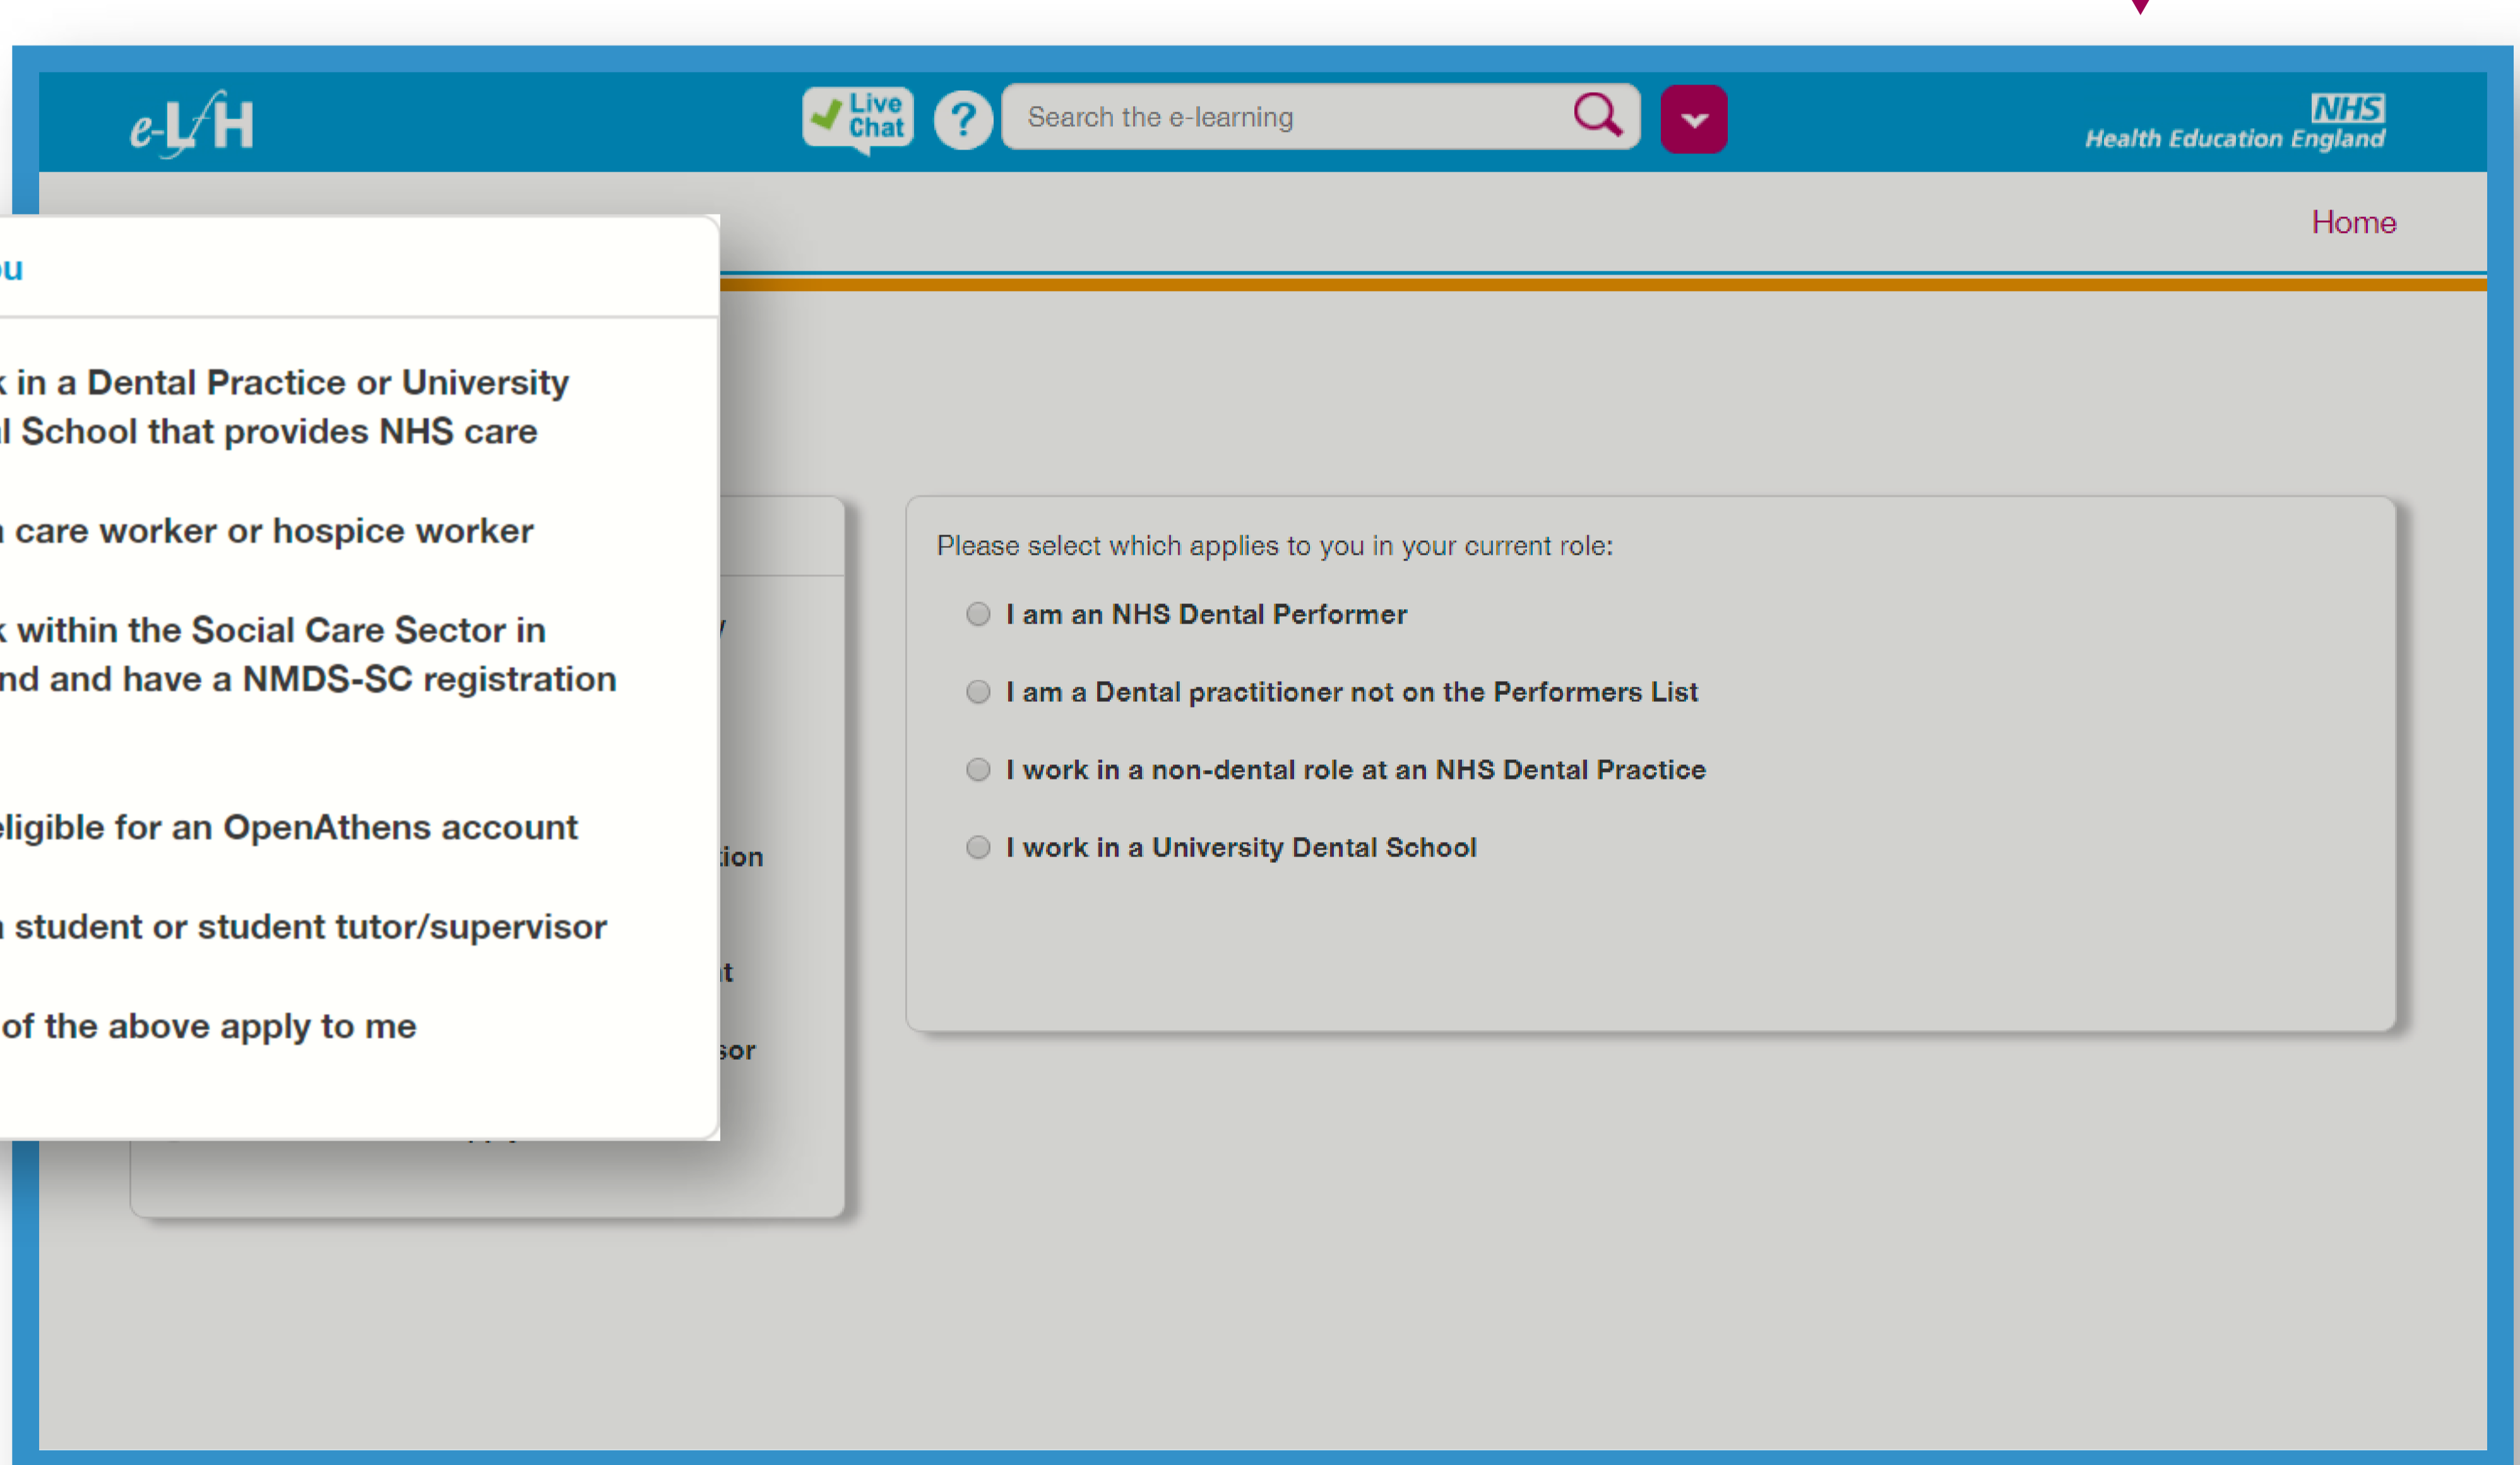 e-LfH
Live
Chat
?
Search the e-learning
NHS
Health Education England
Home
in a Dental Practice or University
School that provides NHS care
care worker or hospice worker
within the Social Care Sector in
and have a NMDS-SC registration
eligible for an OpenAthens account
student or student tutor/supervisor
of the above apply to me
Please select which applies to you in your current role:
I am an NHS Dental Performer
I am a Dental practitioner not on the Performers List
I work in a non-dental role at an NHS Dental Practice
I work in a University Dental School